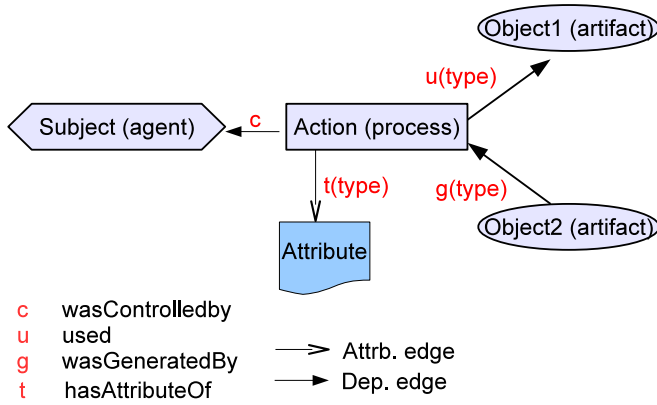 Object1 (artifact)
u(type)
Subject (agent)
c
Action (process)
t(type)
g(type)
Object2 (artifact)
Attribute
c wasControlledby
u used
g wasGeneratedBy
t hasAttributeOf
Attrb. edge
Dep. edge